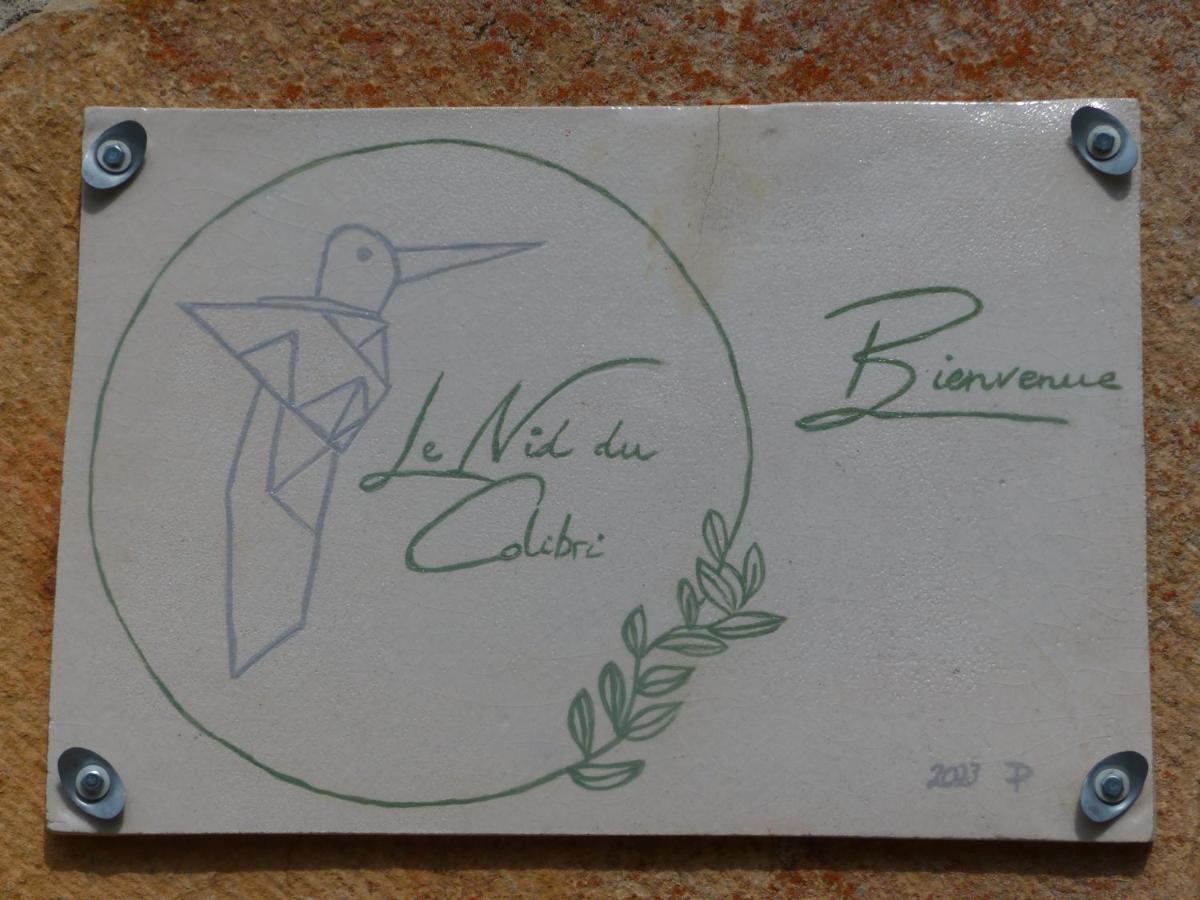 Le Nid du
Colibri
Bienvenue
2023